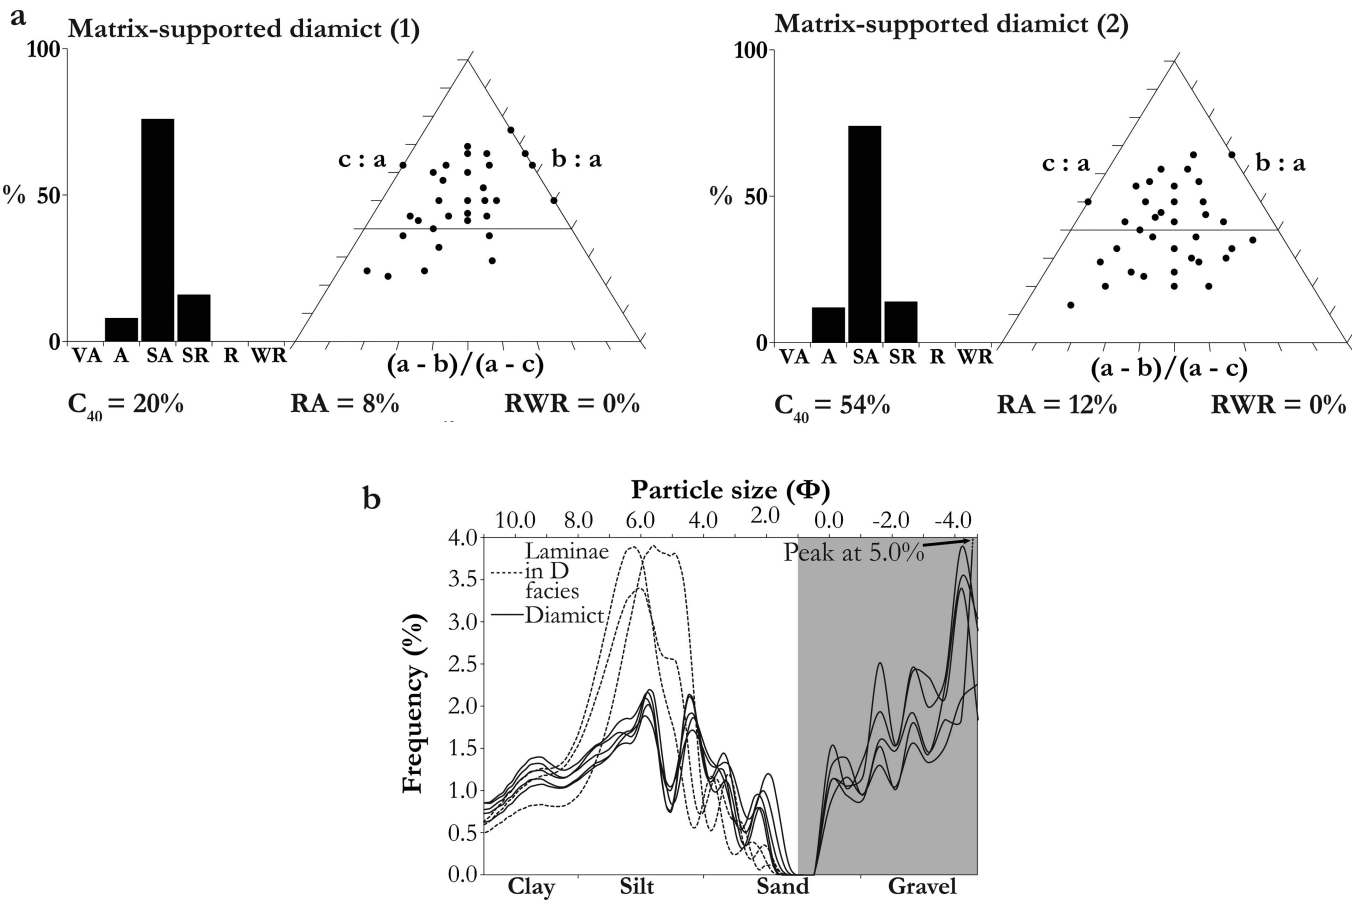 a
Matrix-supported diamict (1)
100
%
50
0
VA A SA SR R WR
c : a
b : a
(a - b)/(a - c)
C40 = 20% RA = 8% RWR = 0%
Matrix-supported diamict (2)
100
%
50
0
VA A SA SR R WR
c : a
b : a
(a - b)/(a - c)
C40 = 54% RA = 12% RWR = 0%
b
Particle size (Φ)
10.0 8.0 6.0 4.0 2.0 0.0 -2.0 -4.0
Peak at 5.0%
Laminae
in D
facies
Diamict
Frequency (%)
4.0
3.5
3.0
2.5
2.0
1.5
1.0
0.5
0.0
Clay Silt Sand Gravel